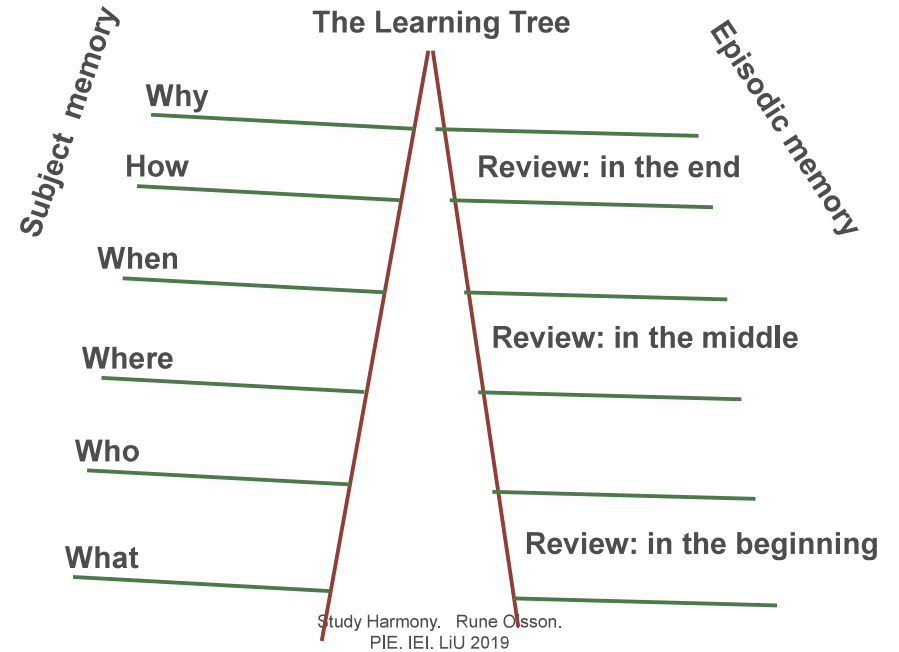 The Learning Tree
Subject memory
Episodic memory
Why
How
Review: in the end
When
Review: in the middle
Where
Who
What
Review: in the beginning
Study Harmony. Rune Olsson.
PIE. IEI. LiU 2019